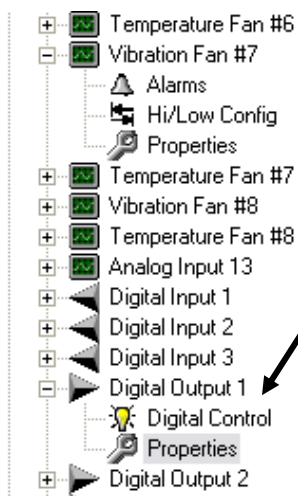 Temperature Fan #6
Vibration Fan #7
Alarms
Hi/Low Config
Properties
Temperature Fan #7
Vibration Fan #8
Temperature Fan #8
Analog Input 13
Digital Input 1
Digital Input 2
Digital Input 3
Digital Output 1
Digital Control
Properties
Digital Output 2